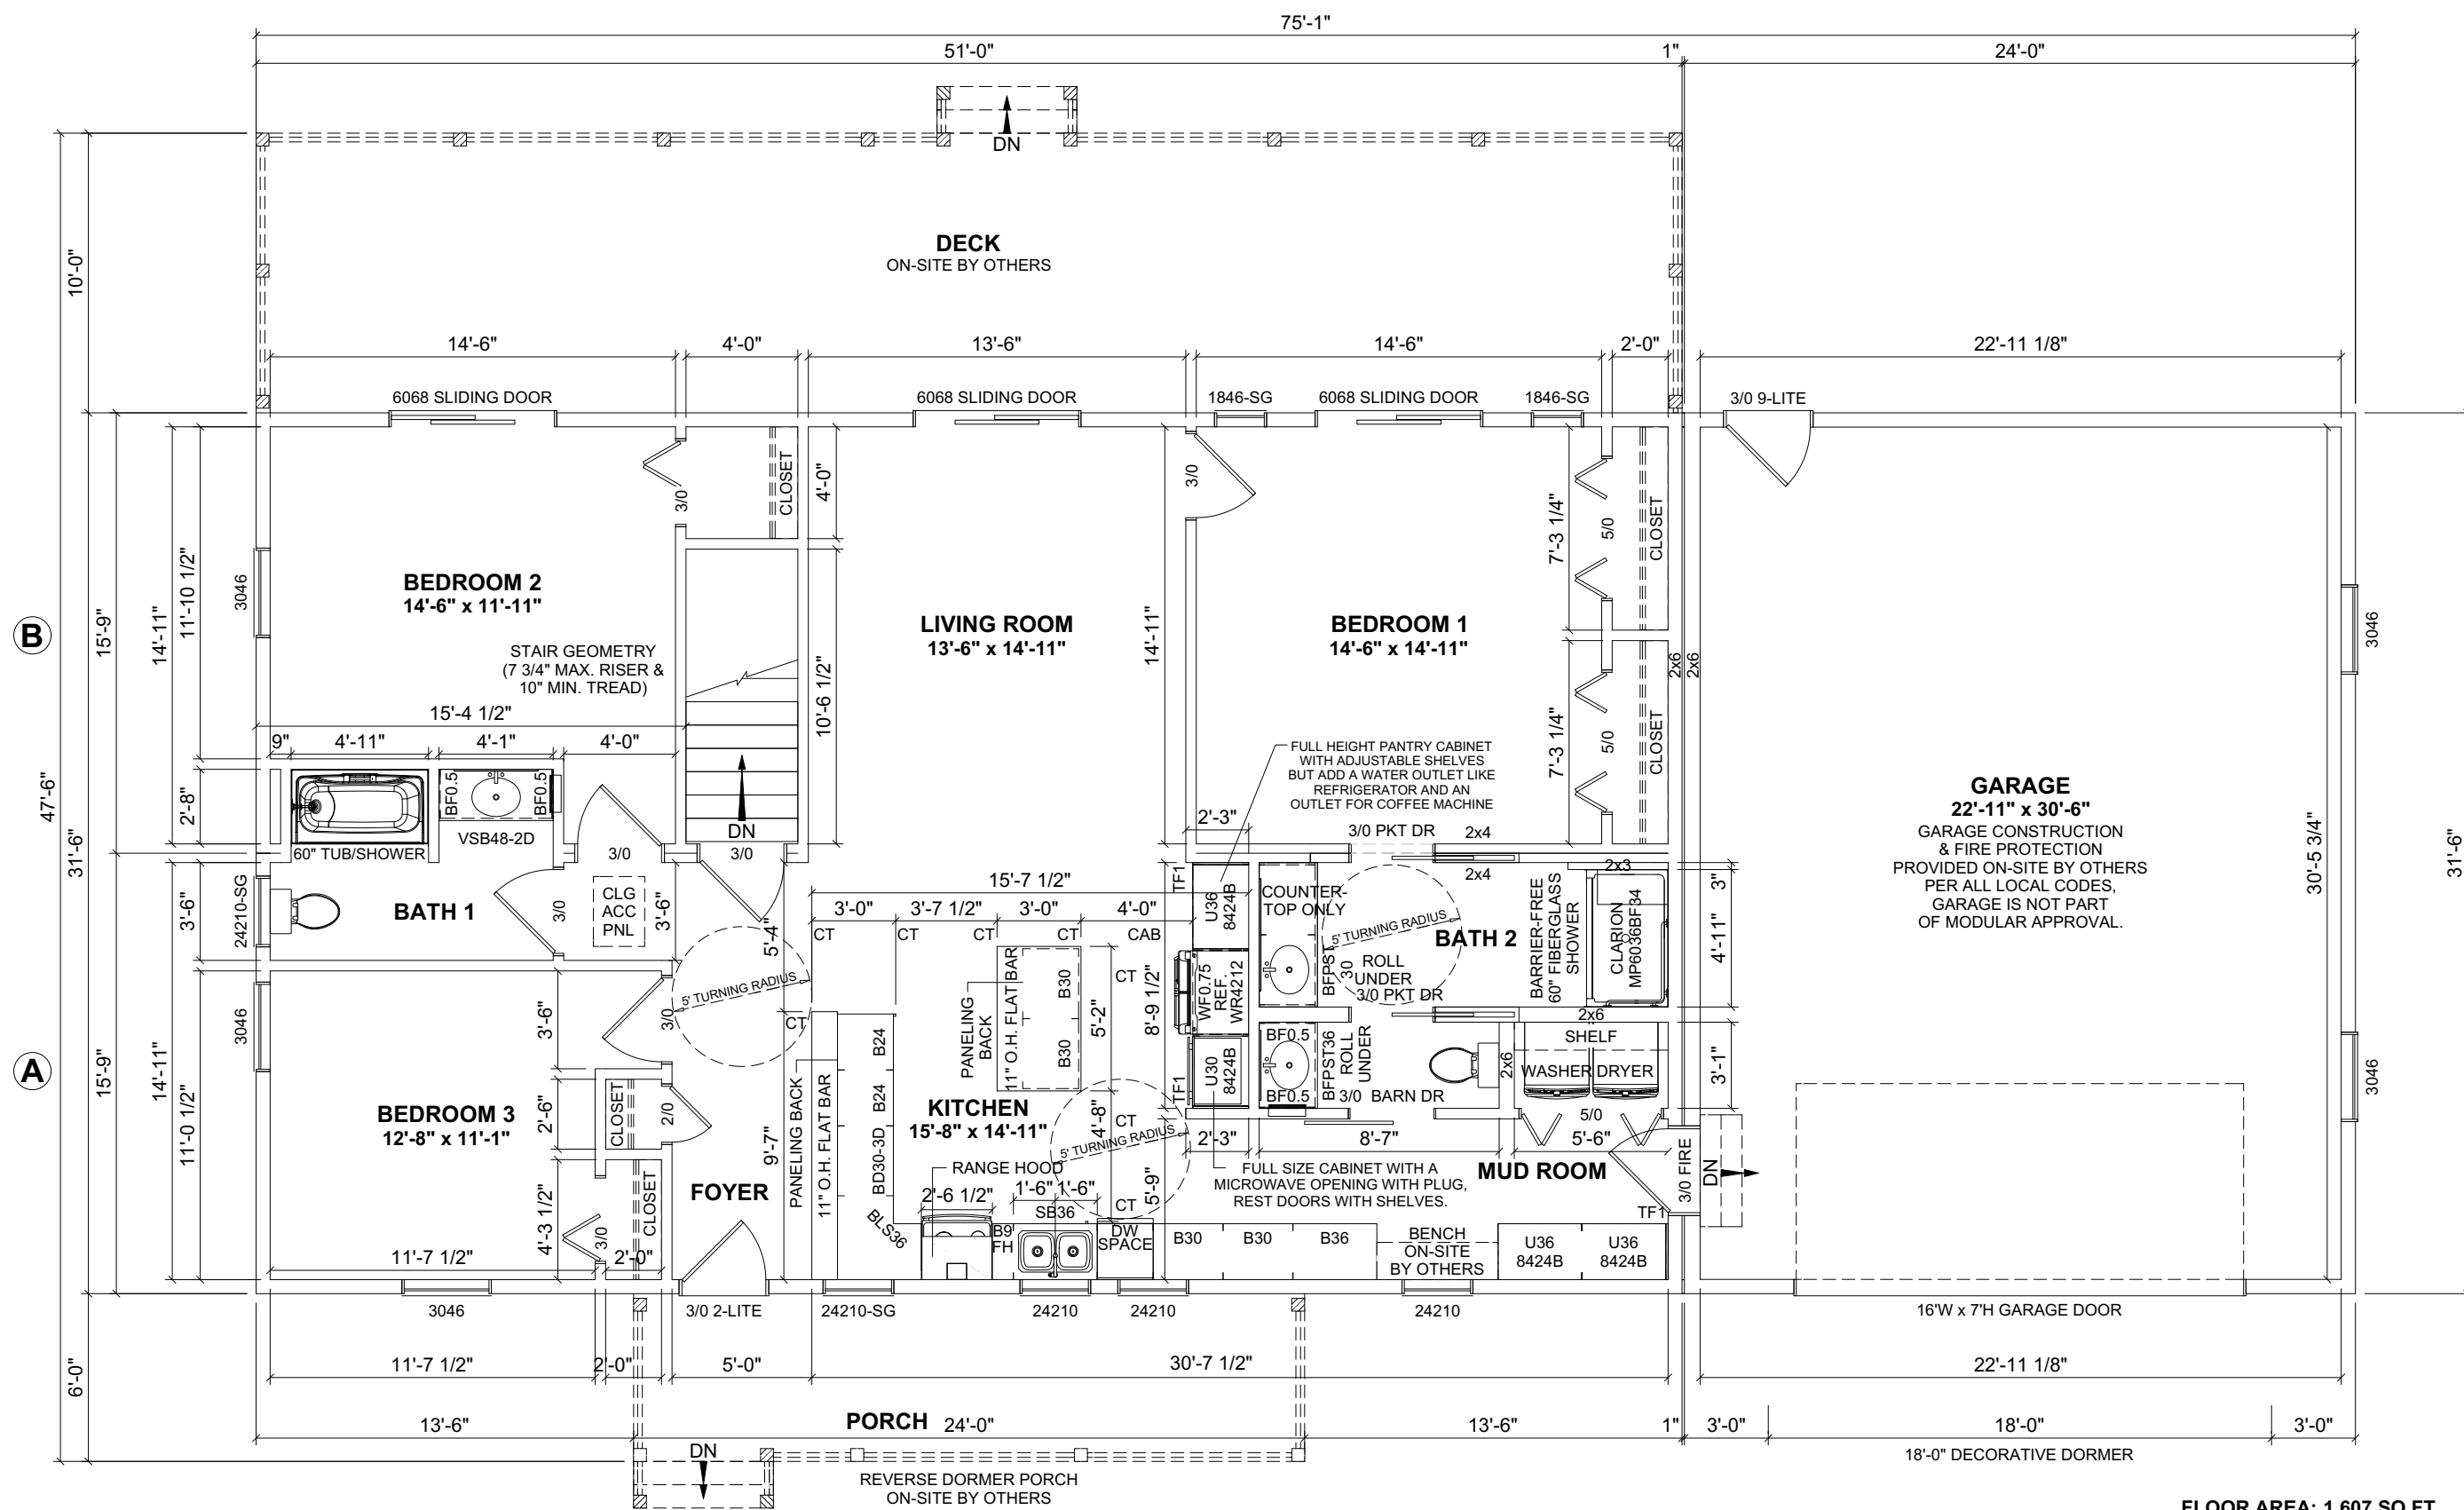 75'-1"
51'-0"
1"
24'-0"
DN
DECK
ON-SITE BY OTHERS
10'-0"
14'-6"
4'-0"
13'-6"
14'-6"
2'-0"
22'-11 1/8"
6068 SLIDING DOOR
6068 SLIDING DOOR
1846-SG
6068 SLIDING DOOR
1846-SG
3/0 9-LITE
3/0
CLOSET
4'-0"
3/0
7'-3 1/4"
5/0
CLOSET
B
47'-6"
31'-6"
15'-9"
14'-11"
11'-10 1/2"
3046
BEDROOM 2
14'-6" x 11'-11"
STAIR GEOMETRY
(7 3/4" MAX. RISER &
10" MIN. TREAD)
15'-4 1/2"
9"
4'-11"
4'-1"
4'-0"
10'-6 1/2"
LIVING ROOM
13'-6" x 14'-11"
14'-11"
BEDROOM 1
14'-6" x 14'-11"
7'-3 1/4"
5/0
CLOSET
2x6
2x6
3046
GARAGE
22'-11" x 30'-6"
GARAGE CONSTRUCTION
& FIRE PROTECTION
PROVIDED ON-SITE BY OTHERS
PER ALL LOCAL CODES,
GARAGE IS NOT PART
OF MODULAR APPROVAL.
30'-5 3/4"
31'-6"
FULL HEIGHT PANTRY CABINET
WITH ADJUSTABLE SHELVES
BUT ADD A WATER OUTLET LIKE
REFRIGERATOR AND AN
OUTLET FOR COFFEE MACHINE
2'-8"
BF0.5
BF0.5
VSB48-2D
60" TUB/SHOWER
3/0
DN
3/0
2'-3"
3/0 PKT DR
2x4
2x4
2x3
3'-6"
24210-SG
BATH 1
3/0
CLG
ACC
PNL
3'-6"
5'-4"
15'-7 1/2"
3'-0"
3'-7 1/2"
3'-0"
4'-0"
CT
CT
CT
CT
CAB
TF1
U36
8424B
COUNTER-
TOP ONLY
5' TURNING RADIUS
BATH 2
BARRIER-FREE
60" FIBERGLASS
SHOWER
CLARION
MP6036BF34
3"
4'-11"
BFPST
30
ROLL
UNDER
3/0 PKT DR
A
15'-9"
14'-11"
11'-0 1/2"
3046
3'-6"
3/0
5' TURNING RADIUS
CT
PANELING
BACK
11" O.H. FLAT BAR
B30
B30
5'-2"
CT
8'-9 1/2"
WF0.75
REF.
WR4212
2x6
SHELF
WASHER
DRYER
3'-1"
2x6
BF0.5
BF0.5
BFPST36
ROLL
UNDER
3/0 BARN DR
U30
8424B
TF1
3046
BEDROOM 3
12'-8" x 11'-1"
2'-6"
CLOSET
2/0
4'-3 1/2"
3/0
CLOSET
2'-0"
11'-7 1/2"
FOYER
9'-7"
PANELING BACK
11" O.H. FLAT BAR
B24
B24
BD30-3D
BLS36
KITCHEN
15'-8" x 14'-11"
4'-8"
CT
5' TURNING RADIUS
CT
5'-9"
RANGE HOOD
2'-6 1/2"
1'-6"
1'-6"
SB36
B9
FH
DW
SPACE
2'-3"
8'-7"
5/0
5'-6"
FULL SIZE CABINET WITH A
MICROWAVE OPENING WITH PLUG,
REST DOORS WITH SHELVES.
MUD ROOM
3/0 FIRE
DN
TF1
B30
B30
B36
BENCH
ON-SITE
BY OTHERS
U36
8424B
U36
8424B
3046
3/0 2-LITE
24210-SG
24210
24210
24210
16'W x 7'H GARAGE DOOR
6'-0"
11'-7 1/2"
2'-0"
5'-0"
30'-7 1/2"
22'-11 1/8"
13'-6"
PORCH
24'-0"
13'-6"
1"
3'-0"
18'-0"
3'-0"
18'-0" DECORATIVE DORMER
DN
REVERSE DORMER PORCH
ON-SITE BY OTHERS
FLOOR AREA: 1,607 SQ.FT.